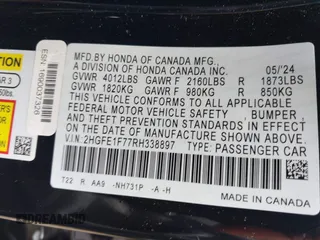 MFD.BY HONDA OF CANADA MFG.,
A DIVISION OF HONDA CANADA INC. 05/'24
GVWR 4012LBS GAWR F 2160LBS R 1873LBS
GVWR 1820KG GAWR F 980KG R 850KG
THIS VEHICLE CONFORMS TO ALL APPLICABLE
FEDERAL MOTOR VEHICLE SAFETY , BUMPER ,
AND THEFT PREVENTION STANDARDS IN EFFECT
ON THE DATE OF MANUFACTURE SHOWN ABOVE.
V.I.N:2HGFE1F77RH338897 TYPE: PASSENGER CAR
T22 R AA9 -NH731P -A -H
MADE IN CANADA